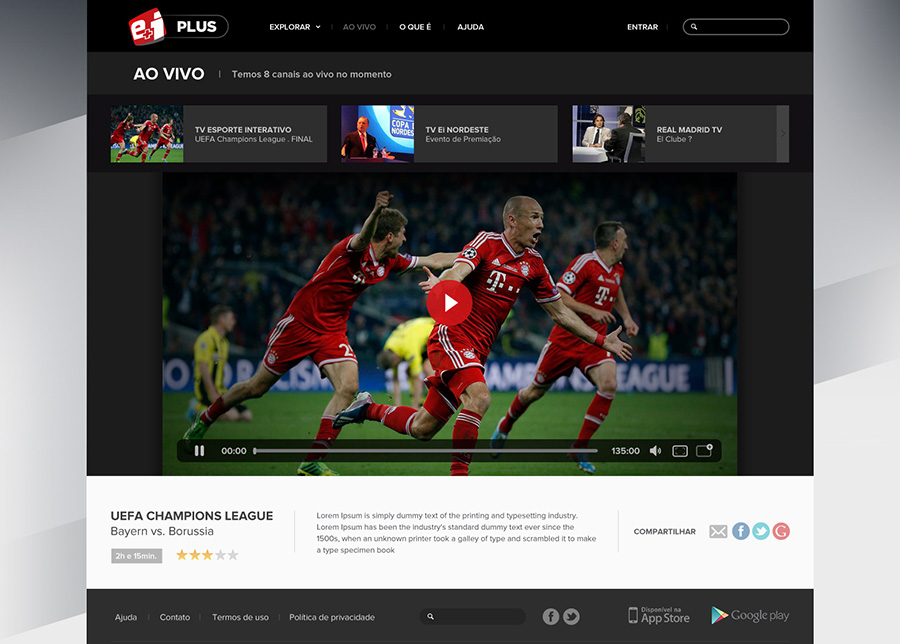 e+i PLUS
EXPLORAR
AO VIVO
O QUE É
AJUDA
ENTRAR
AO VIVO
Temos 8 canais ao vivo no momento
TV ESPORTE INTERATIVO
UEFA Champions League . FINAL
COPA DO NORDESTE
TV Ei NORDESTE
Evento de Premiação
REAL MADRID TV
El Clube ?
O RACISM
CHAMPIONS LEAGUE
00:00
135:00
UEFA CHAMPIONS LEAGUE
Bayern vs. Borussia
2h e 15min.
Lorem Ipsum is simply dummy text of the printing and typesetting industry.
Lorem Ipsum has been the industry's standard dummy text ever since the
1500s, when an unknown printer took a galley of type and scrambled it to make
a type specimen book
COMPARTILHAR
Ajuda
Contato
Termos de uso
Política de privacidade
Disponível na
App Store
Google play